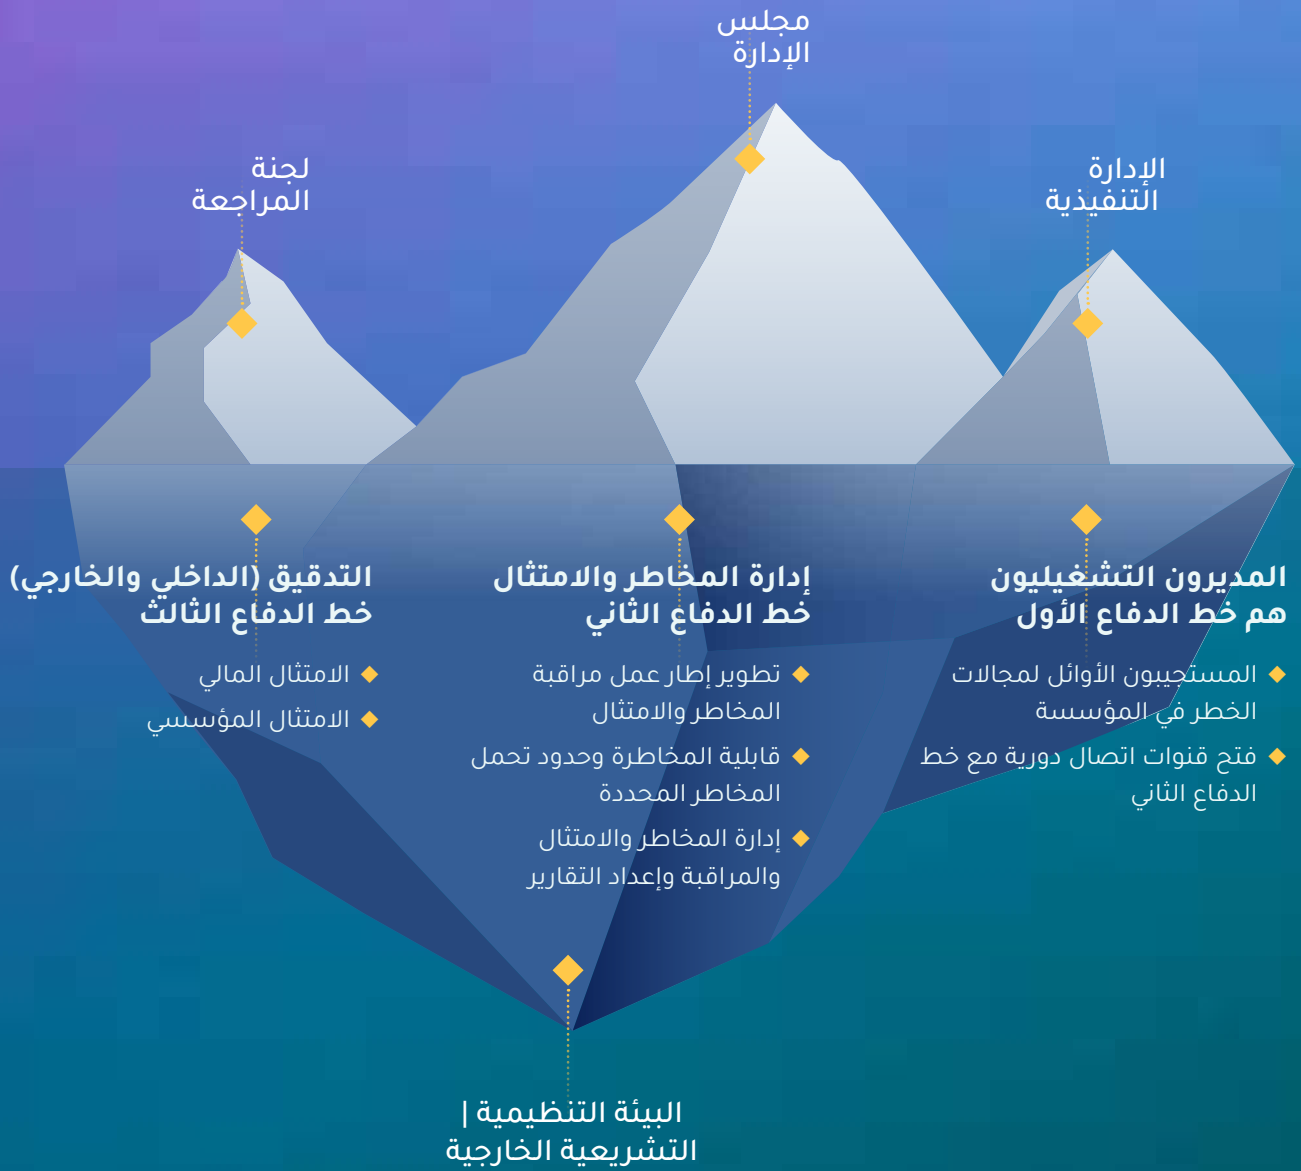 مجلس
الإدارة
الإدارة
التنفيذية
لجنة
المراجعة
المديرون التشغيليون
هم خط الدفاع الأول
المستجيبون الأوائل لمجالات
الخطر في المؤسسة
فتح قنوات اتصال دورية مع خط
الدفاع الثاني
إدارة المخاطر والامتثال
خط الدفاع الثاني
تطوير إطار عمل مراقبة
المخاطر والامتثال
قابلية المخاطرة وحدود تحمل
المخاطر المحددة
إدارة المخاطر والامتثال
والمراقبة وإعداد التقارير
التدقيق (الداخلي والخارجي)
خط الدفاع الثالث
الامتثال المالي
الامتثال المؤسسي
البيئة التنظيمية |
التشريعية الخارجية